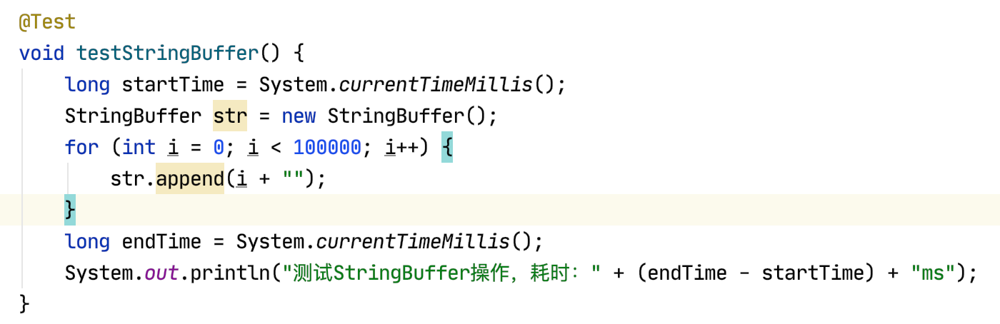 @Test
void testStringBuffer() {
    long startTime = System.currentTimeMillis();
    StringBuffer str = new StringBuffer();
    for (int i = 0; i < 100000; i++) {
        str.append(i + "");
    }
    long endTime = System.currentTimeMillis();
    System.out.println("测试StringBuffer操作，耗时：" + (endTime - startTime) + "ms");
}